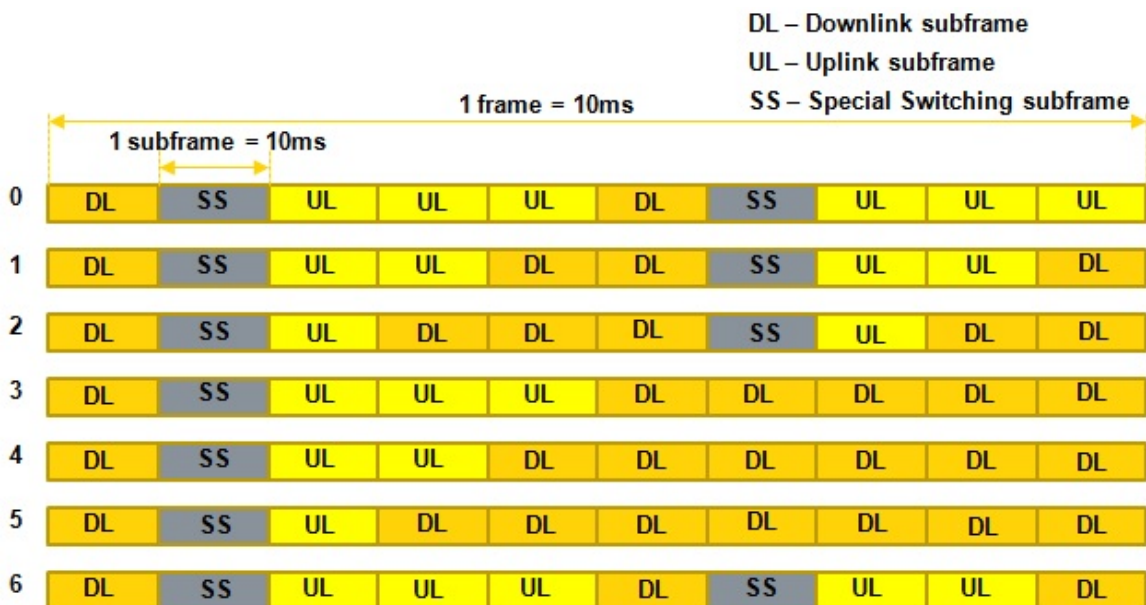 DL – Downlink subframe
UL – Uplink subframe
SS – Special Switching subframe
1 frame = 10ms
1 subframe = 10ms
0 DL SS UL UL UL DL SS UL UL UL
1 DL SS UL UL DL DL SS UL UL DL
2 DL SS UL DL DL DL SS UL DL DL
3 DL SS UL UL UL DL DL DL DL DL
4 DL SS UL UL DL DL DL DL DL DL
5 DL SS UL DL DL DL DL DL DL DL
6 DL SS UL UL UL DL SS UL UL DL